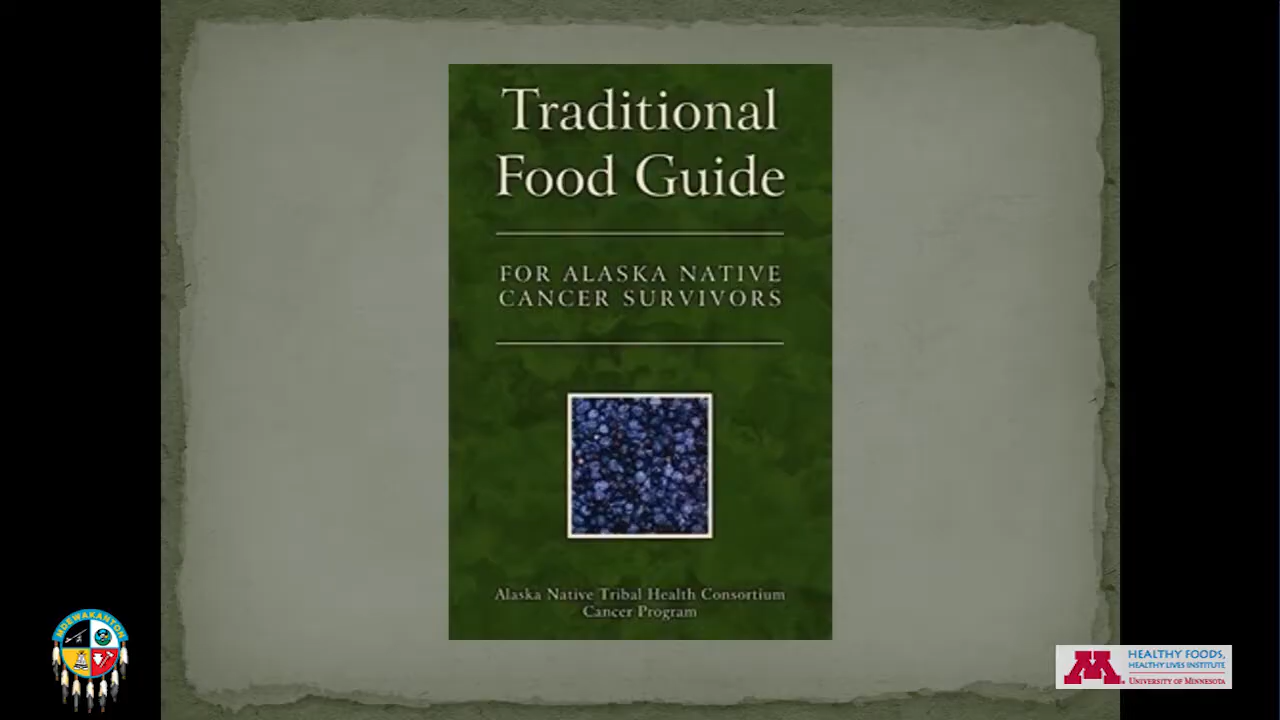 Traditional
Food Guide
FOR ALASKA NATIVE
CANCER SURVIVORS
Alaska Native Tribal Health Consortium
Cancer Program
MDEWAKANTON
M.
HEALTHY FOODS,
HEALTHY LIVES INSTITUTE
UNIVERSITY OF MINNESOTA